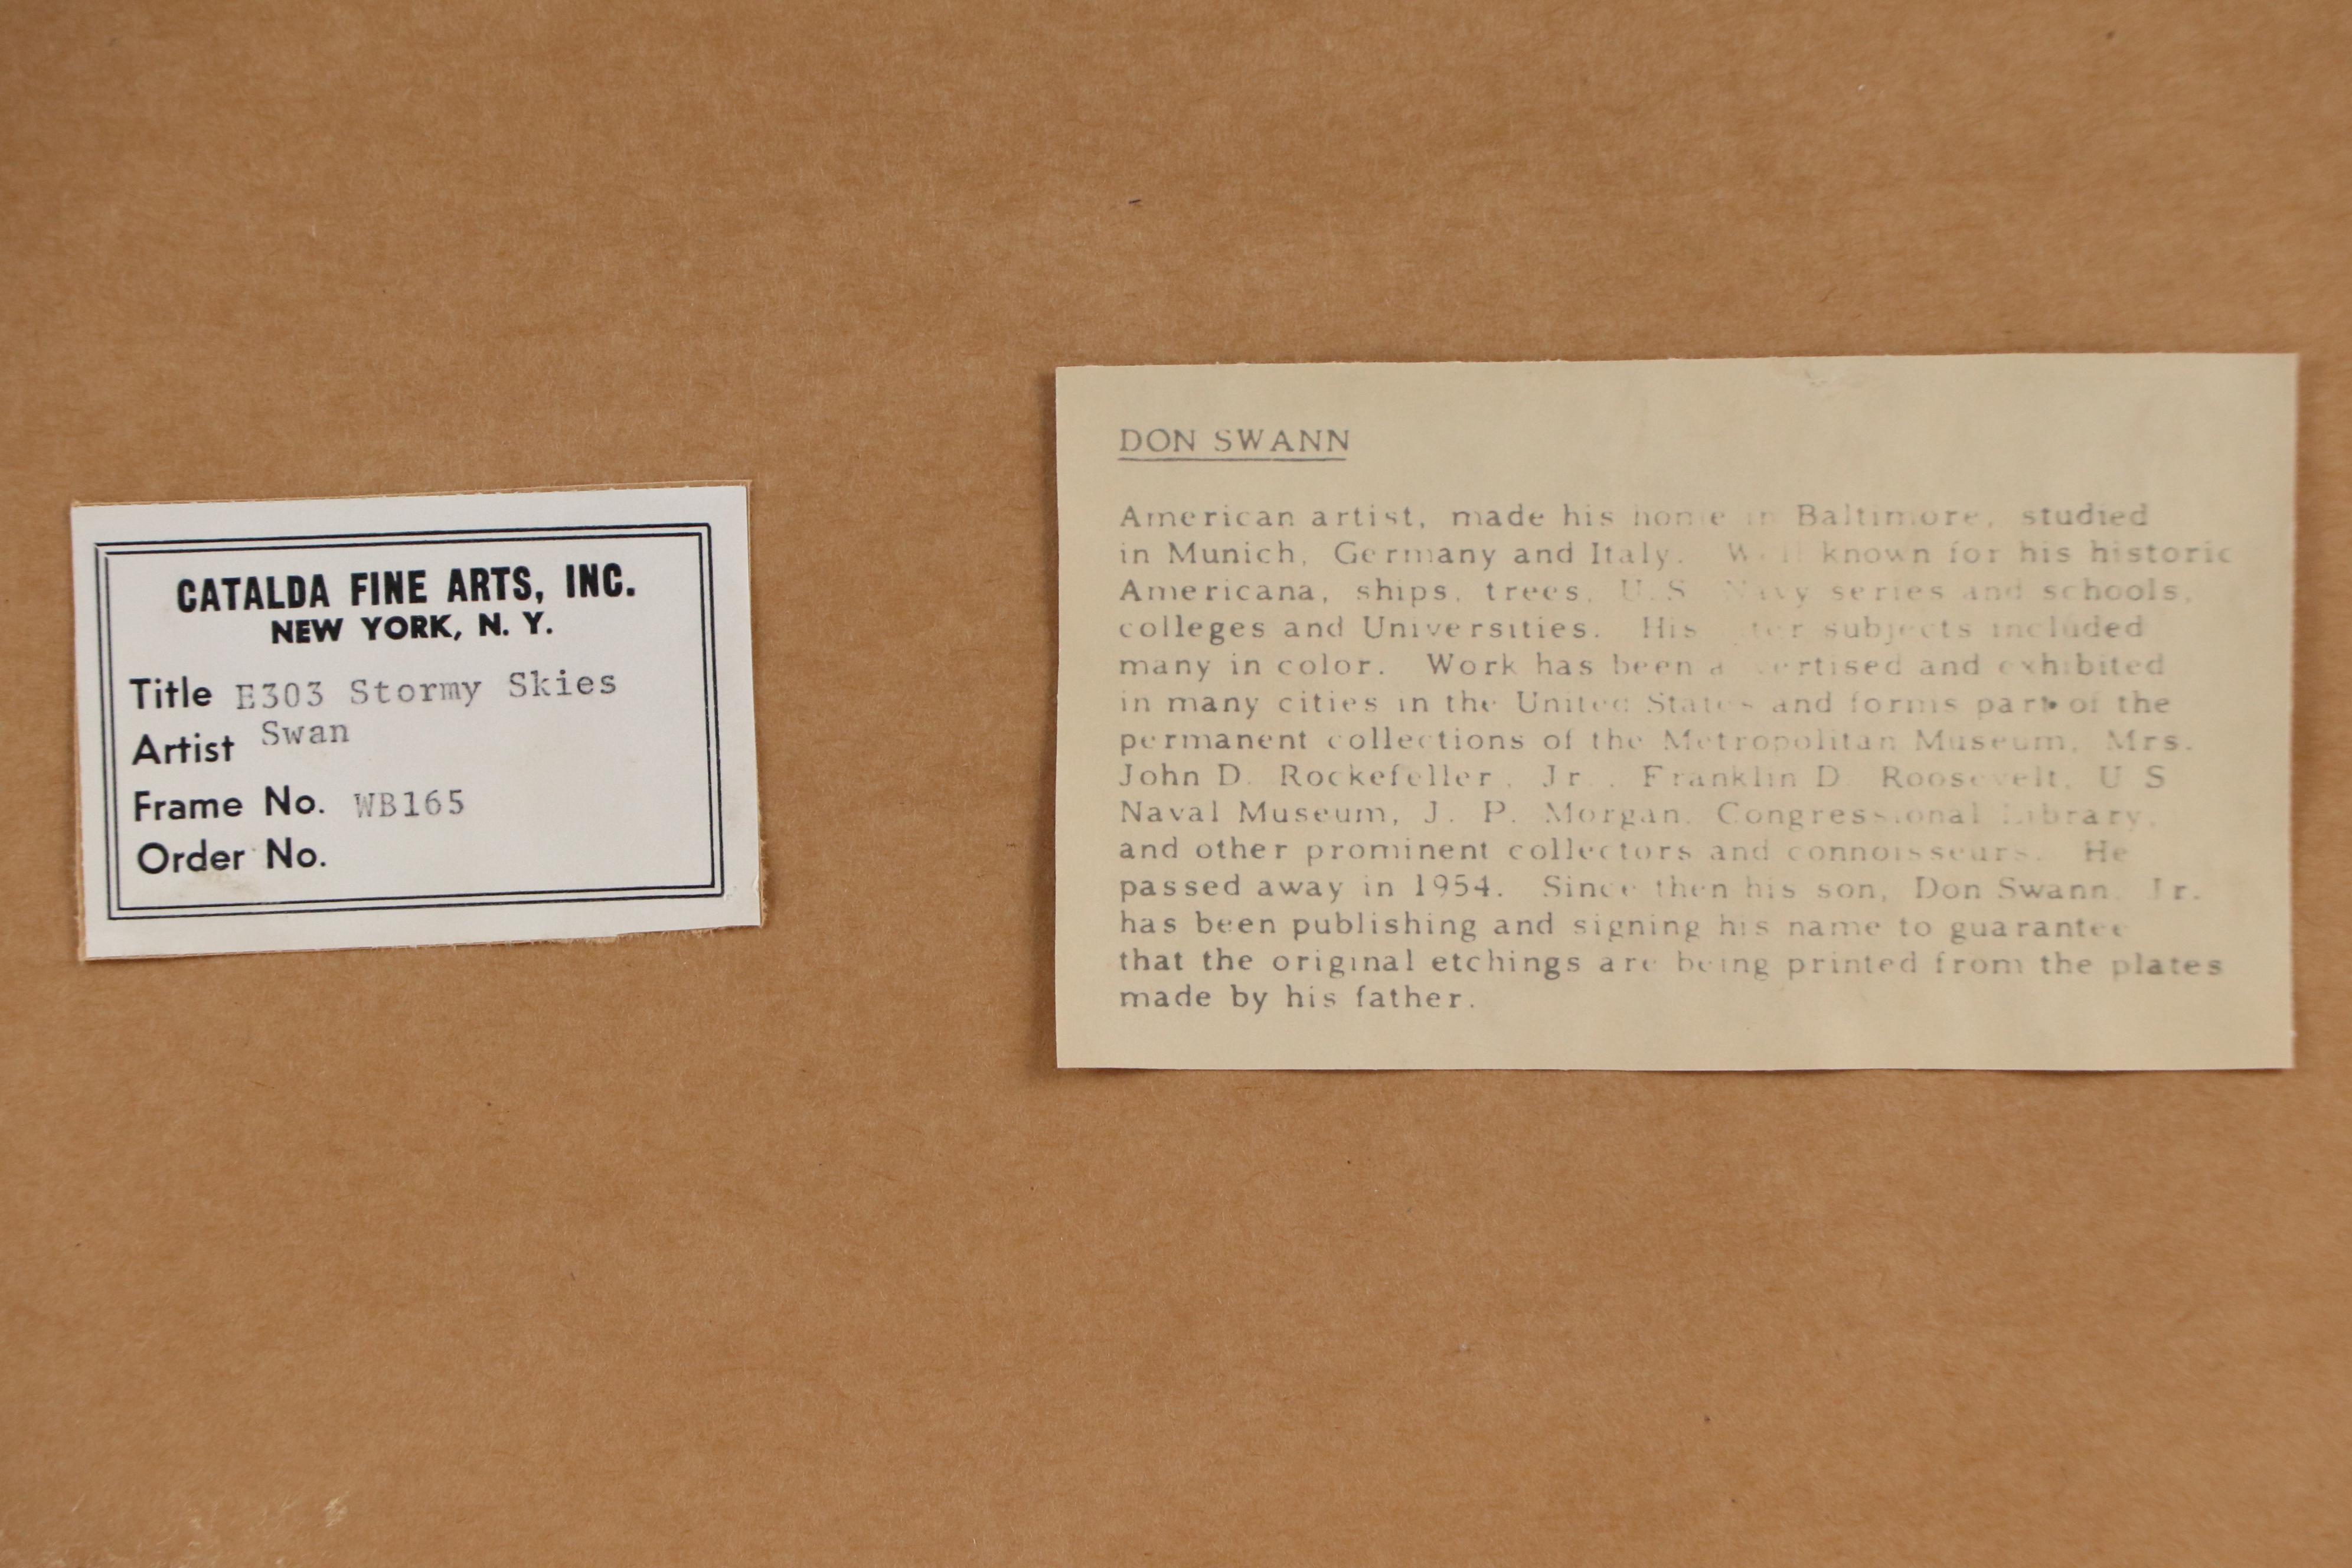 CATALDA FINE ARTS, INC.
NEW YORK, N. Y.
Title E303 Stormy Skies
Artist Swan
Frame No. WB165
Order No.
DON SWANN
American artist, made his home in Baltimore, studied
in Munich, Germany and Italy. Well known for his historic
Americana, ships, trees, U.S. Navy series and schools,
colleges and Universities. His subjects included
many in color. Work has been advertised and exhibited
in many cities in the United States and forms part of the
permanent collections of the Metropolitan Museum, Mrs.
John D. Rockefeller, Jr., Franklin D. Roosevelt, U S
Naval Museum, J. P. Morgan, Congressional Library,
and other prominent collectors and connoisseurs. He
passed away in 1954. Since then his son, Don Swann, Jr.
has been publishing and signing his name to guarantee
that the original etchings are being printed from the plates
made by his father.